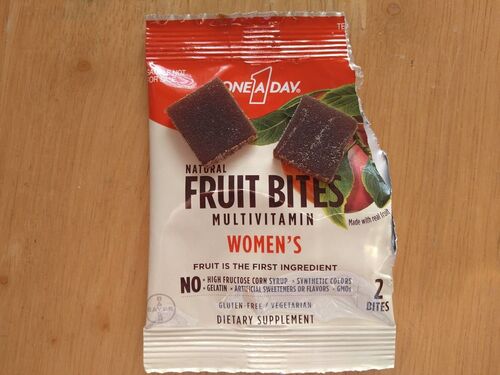 SAMPLE NOT
FOR SALE
TE
ONE A DAY®
1
NATURAL
FRUIT BITES
MULTIVITAMIN
Made with real fruit
WOMEN'S
FRUIT IS THE FIRST INGREDIENT
NO • HIGH FRUCTOSE CORN SYRUP • SYNTHETIC COLORS
• GELATIN • ARTIFICIAL SWEETENERS OR FLAVORS • GMOs
2
BITES
BAYER
GLUTEN-FREE / VEGETARIAN
DIETARY SUPPLEMENT